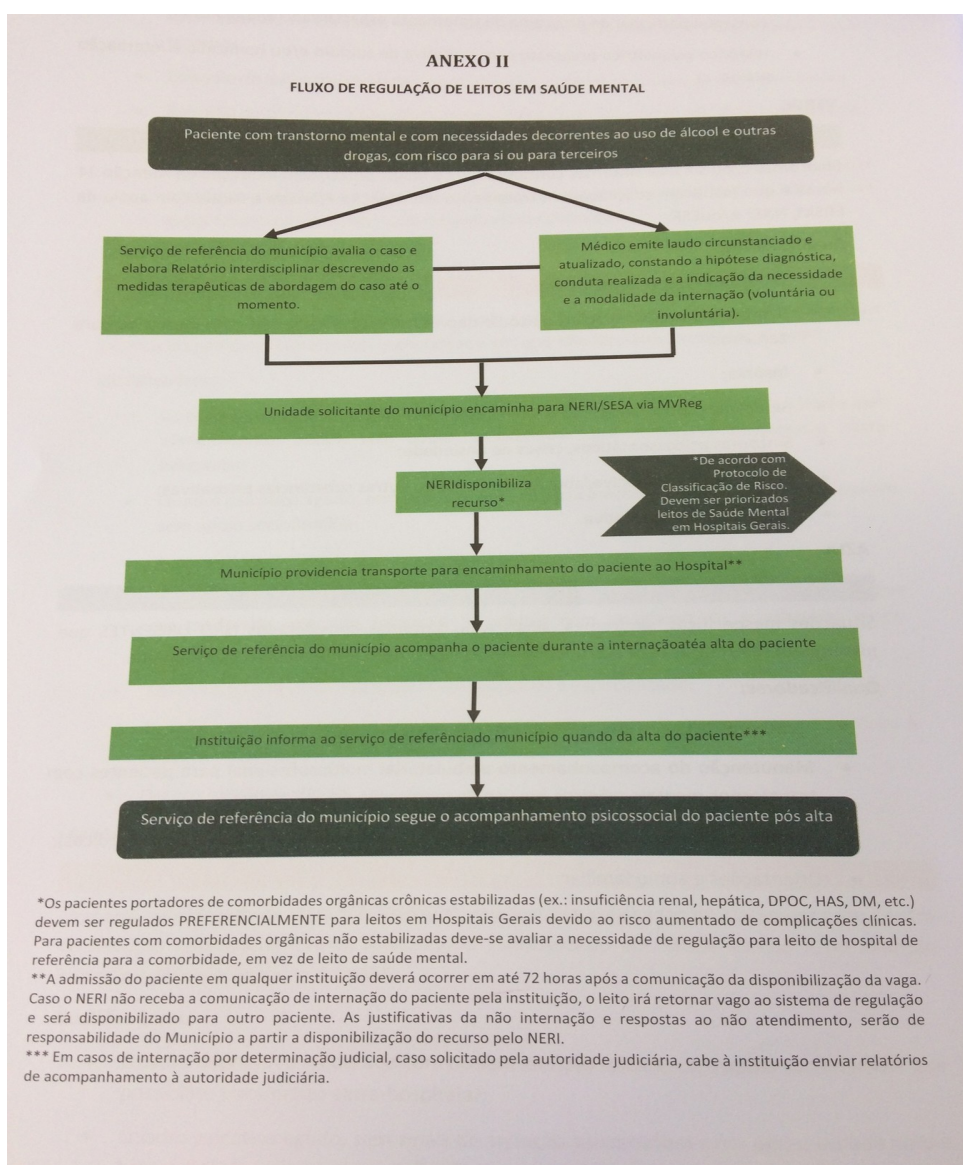 ANEXO II
FLUXO DE REGULAÇÃO DE LEITOS EM SAÚDE MENTAL
Paciente com transtorno mental e com necessidades decorrentes ao uso de álcool e outras
drogas, com risco para si ou para terceiros
Serviço de referência do município avalia o caso e
elabora Relatório interdisciplinar descrevendo as
medidas terapêuticas de abordagem do caso até o
momento.
Médico emite laudo circunstanciado e
atualizado, constando a hipótese diagnóstica,
conduta realizada e a indicação da necessidade
e a modalidade da internação (voluntária ou
involuntária).
Unidade solicitante do município encaminha para NERI/SESA via MVReg
NERIdisponibiliza
recurso*
*De acordo com
Protocolo de
Classificação de Risco.
Devem ser priorizados
leitos de Saúde Mental
em Hospitais Gerais.
Município providencia transporte para encaminhamento do paciente ao Hospital**
Serviço de referência do município acompanha o paciente durante a internaçãoatéa alta do paciente
Instituição informa ao serviço de referênciado município quando da alta do paciente***
Serviço de referência do município segue o acompanhamento psicossocial do paciente pós alta
*Os pacientes portadores de comorbidades orgânicas crônicas estabilizadas (ex.: insuficiência renal, hepática, DPOC, HAS, DM, etc.)
devem ser regulados PREFERENCIALMENTE para leitos em Hospitais Gerais devido ao risco aumentado de complicações clínicas.
Para pacientes com comorbidades orgânicas não estabilizadas deve-se avaliar a necessidade de regulação para leito de hospital de
referência para a comorbidade, em vez de leito de saúde mental.
**A admissão do paciente em qualquer instituição deverá ocorrer em até 72 horas após a comunicação da disponibilização da vaga.
Caso o NERI não receba a comunicação de internação do paciente pela instituição, o leito irá retornar vago ao sistema de regulação
e será disponibilizado para outro paciente. As justificativas da não internação e respostas ao não atendimento, serão de
responsabilidade do Município a partir a disponibilização do recurso pelo NERI.
*** Em casos de internação por determinação judicial, caso solicitado pela autoridade judiciária, cabe à instituição enviar relatórios
de acompanhamento à autoridade judiciária.